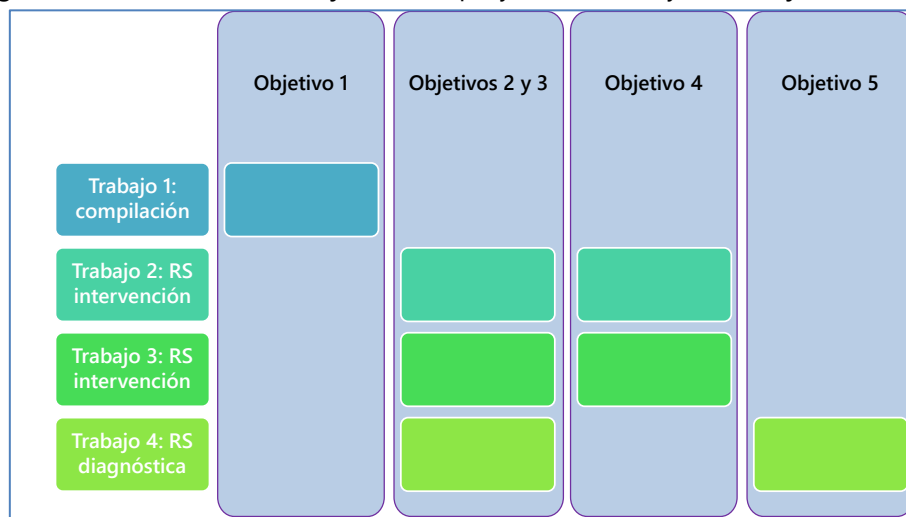 Objetivo 1
Objetivos 2 y 3
Objetivo 4
Objetivo 5
Trabajo 1:
compilación
Trabajo 2: RS
intervención
Trabajo 3: RS
intervención
Trabajo 4: RS
diagnóstica